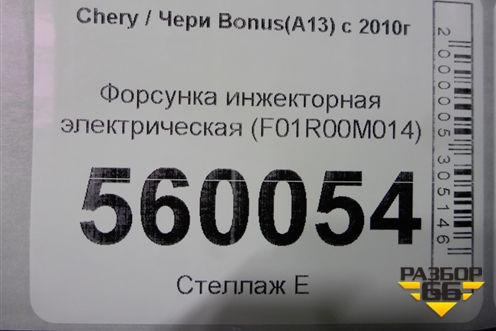 Chery / Чери Bonus(A13) с 2010г
Форсунка инжекторная
электрическая (F01R00M014)
560054
Стеллаж Е
2000005305146
РАЗБОР
66